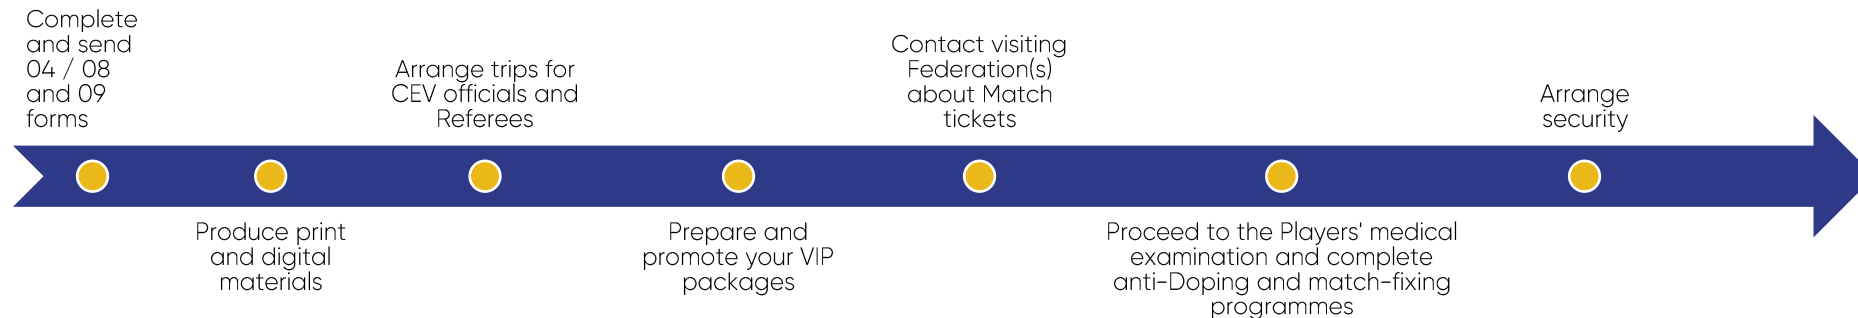 Complete
and send
04 / 08
and 09
forms
Produce print
and digital
materials
Arrange trips for
CEV officials and
Referees
Prepare and
promote your VIP
packages
Contact visiting
Federation(s)
about Match
tickets
Proceed to the Players' medical
examination and complete
anti-Doping and match-fixing
programmes
Arrange
security